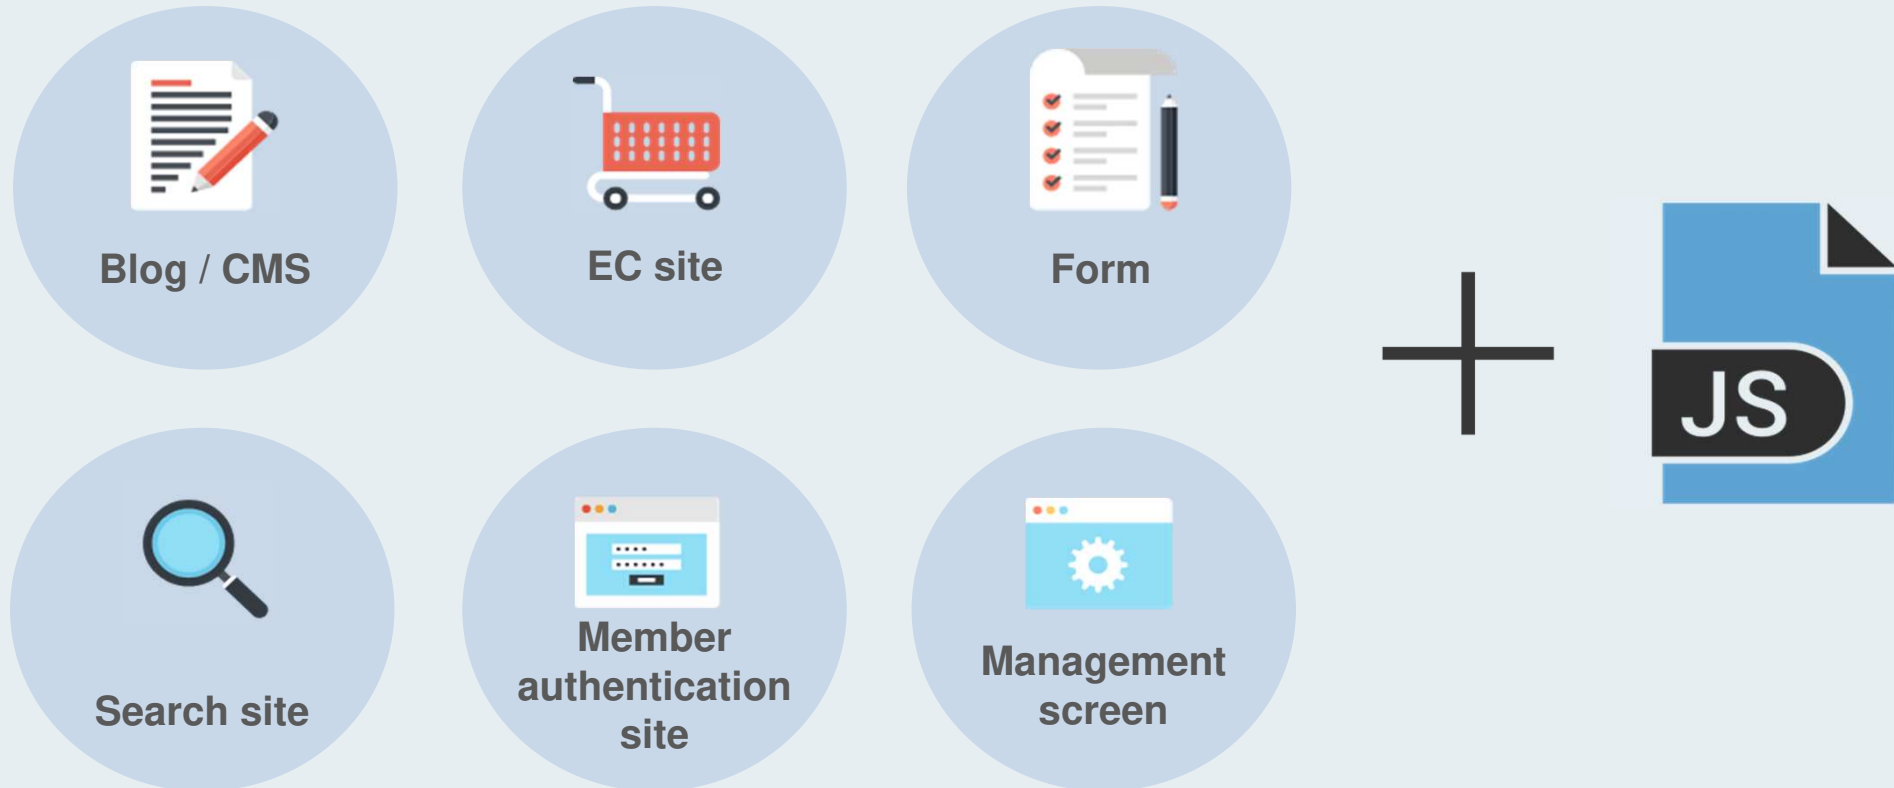 Blog / CMS
EC site
Form
JS
Search site
Member
authentication
site
Management
screen